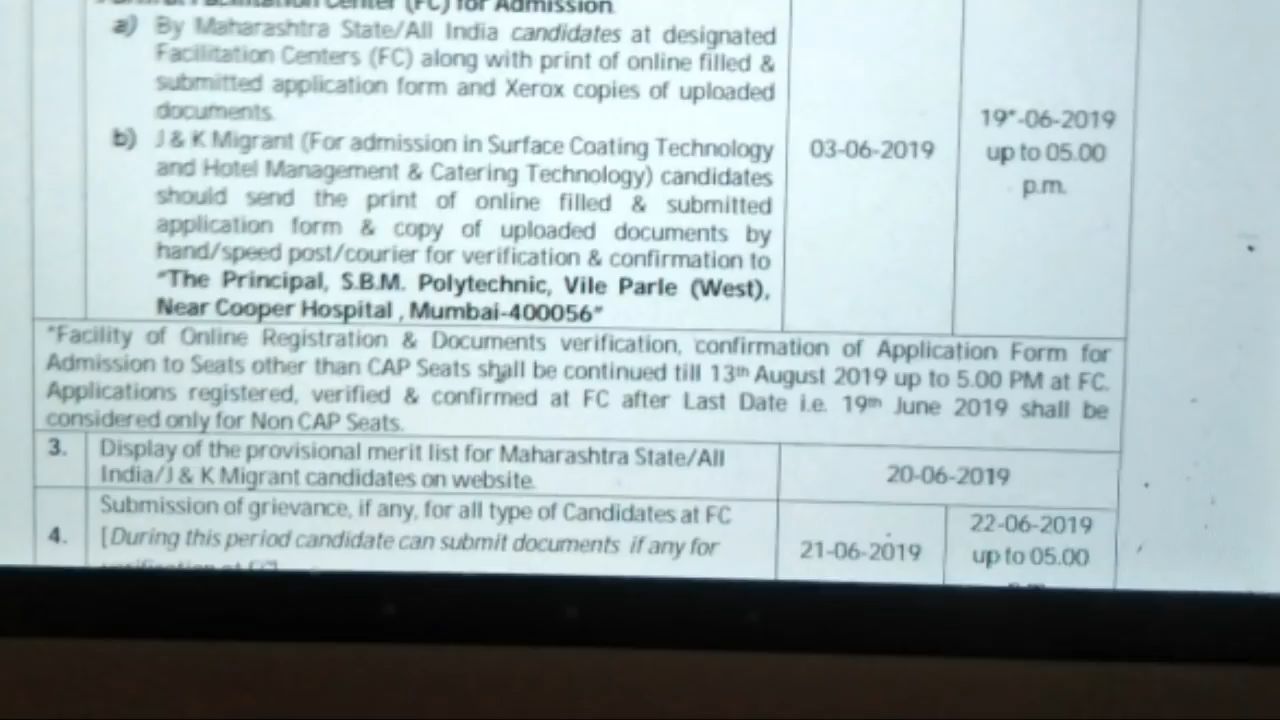 Center (FC) for Admission
a) By Maharashtra State/All India candidates at designated
Facilitation Centers (FC) along with print of online filled &
submitted application form and Xerox copies of uploaded
documents.
b) J & K Migrant (For admission in Surface Coating Technology
and Hotel Management & Catering Technology) candidates
should send the print of online filled & submitted
application form & copy of uploaded documents by
hand/speed post/courier for verification & confirmation to
"The Principal, S.B.M. Polytechnic, Vile Parle (West),
Near Cooper Hospital , Mumbai-400056"
03-06-2019
19*-06-2019
up to 05.00
p.m.
*Facility of Online Registration & Documents verification, confirmation of Application Form for
Admission to Seats other than CAP Seats shall be continued till 13th August 2019 up to 5.00 PM at FC.
Applications registered, verified & confirmed at FC after Last Date i.e. 19th June 2019 shall be
considered only for Non CAP Seats.
3. Display of the provisional merit list for Maharashtra State/All
India/J & K Migrant candidates on website.
20-06-2019
4. Submission of grievance, if any, for all type of Candidates at FC
[During this period candidate can submit documents if any for
21-06-2019
22-06-2019
up to 05.00